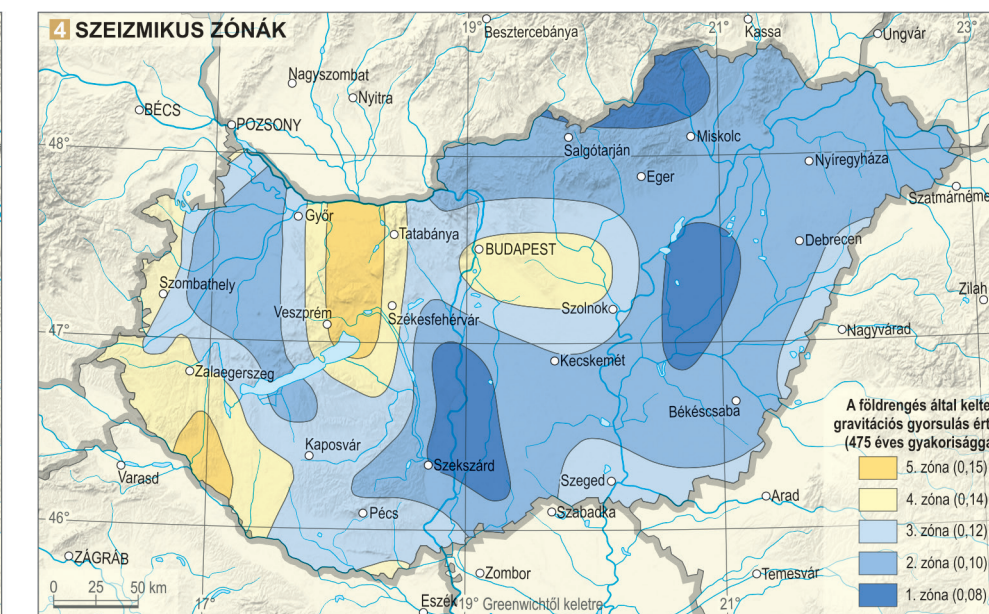 4 SZEIZMIKUS ZÓNÁK
19°
21°
23°
Besztercebánya
Kassa
Ungvár
Nagyszombat
Nyitra
BÉCS
POZSONY
48°
Salgótarján
Miskolc
Eger
Nyíregyháza
Szatmárnéme
Győr
Tatabánya
BUDAPEST
Debrecen
Szombathely
Veszprém
Székesfehérvár
Szolnok
Zilah
47°
Nagyvárad
Kecskemét
Zalaegerszeg
Békéscsaba
Kaposvár
Szekszárd
Varasd
Szeged
Arad
Pécs
Szabadka
46°
ZÁGRÁB
Zombor
Temesvár
0 25 50 km
17°
Eszék
19° Greenwichtől keletre
21°
A földrengés által kelte
gravitációs gyorsulás ért
(475 éves gyakoriságga
5. zóna (0,15)
4. zóna (0,14)
3. zóna (0,12)
2. zóna (0,10)
1. zóna (0,08)